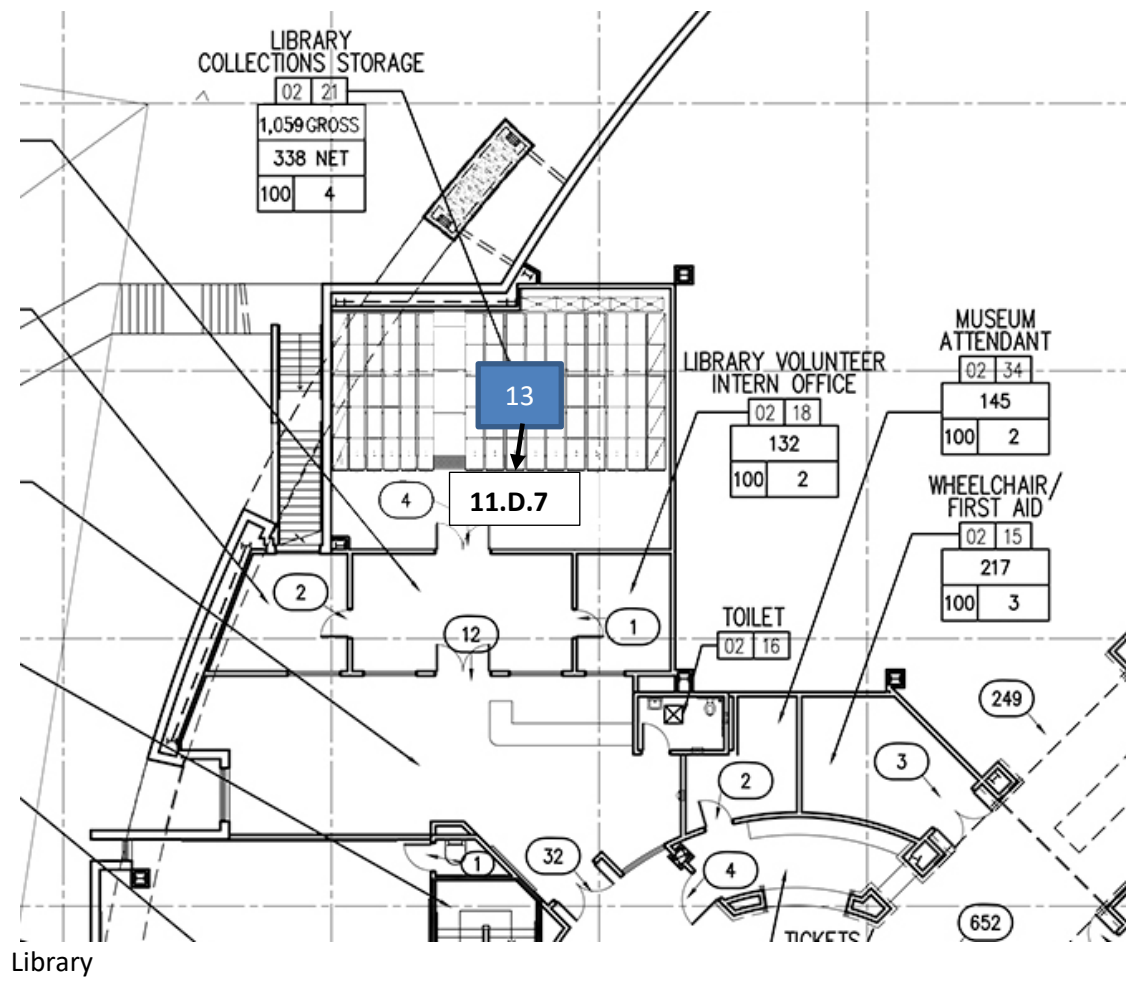 LIBRARY
COLLECTIONS STORAGE
02 21
1,059 GROSS
338 NET
100 4
13
11.D.7
4
LIBRARY VOLUNTEER
INTERN OFFICE
02 18
132
100 2
MUSEUM
ATTENDANT
02 34
145
100 2
WHEELCHAIR/
FIRST AID
02 15
217
100 3
2
12
1
TOILET
02 16
249
3
2
32
1
4
652
TICKETS/
Library